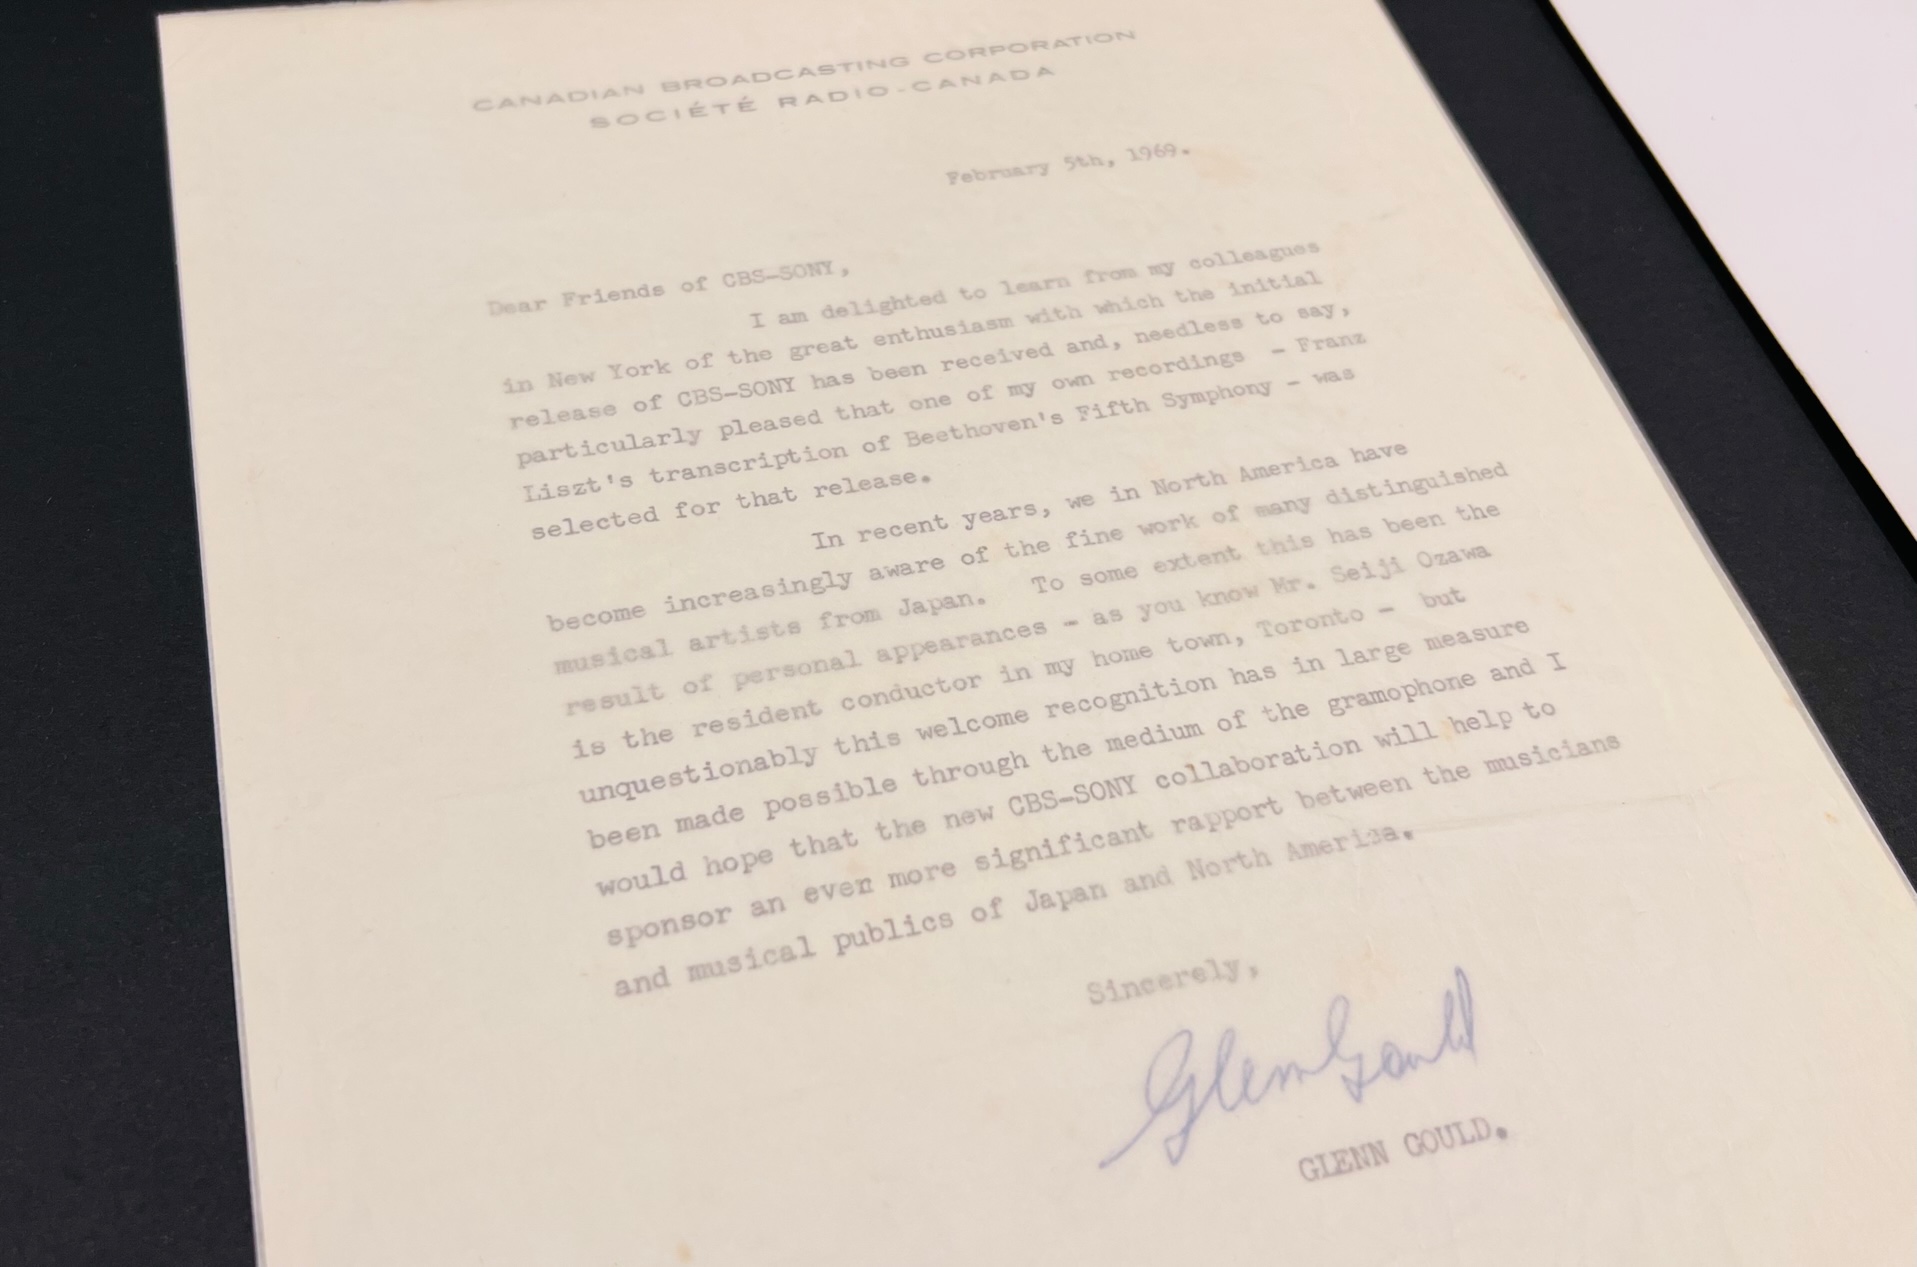 CANADIAN BROADCASTING CORPORATION
SOCIÉTÉ RADIO-CANADA
February 5th, 1969.
Dear Friends of CBS-SONY,
I am delighted to learn from my colleagues
in New York of the great enthusiasm with which the initial
release of CBS-SONY has been received and, needless to say,
particularly pleased that one of my own recordings - Franz
Liszt's transcription of Beethoven's Fifth Symphony - was
selected for that release.
In recent years, we in North America have
become increasingly aware of the fine work of many distinguished
musical artists from Japan. To some extent this has been the
result of personal appearances - as you know Mr. Seiji Ozawa
is the resident conductor in my home town, Toronto - but
unquestionably this welcome recognition has in large measure
been made possible through the medium of the gramophone and I
would hope that the new CBS-SONY collaboration will help to
sponsor an even more significant rapport between the musicians
and musical publics of Japan and North America.
Sincerely,
Glenn Gould
GLENN GOULD.